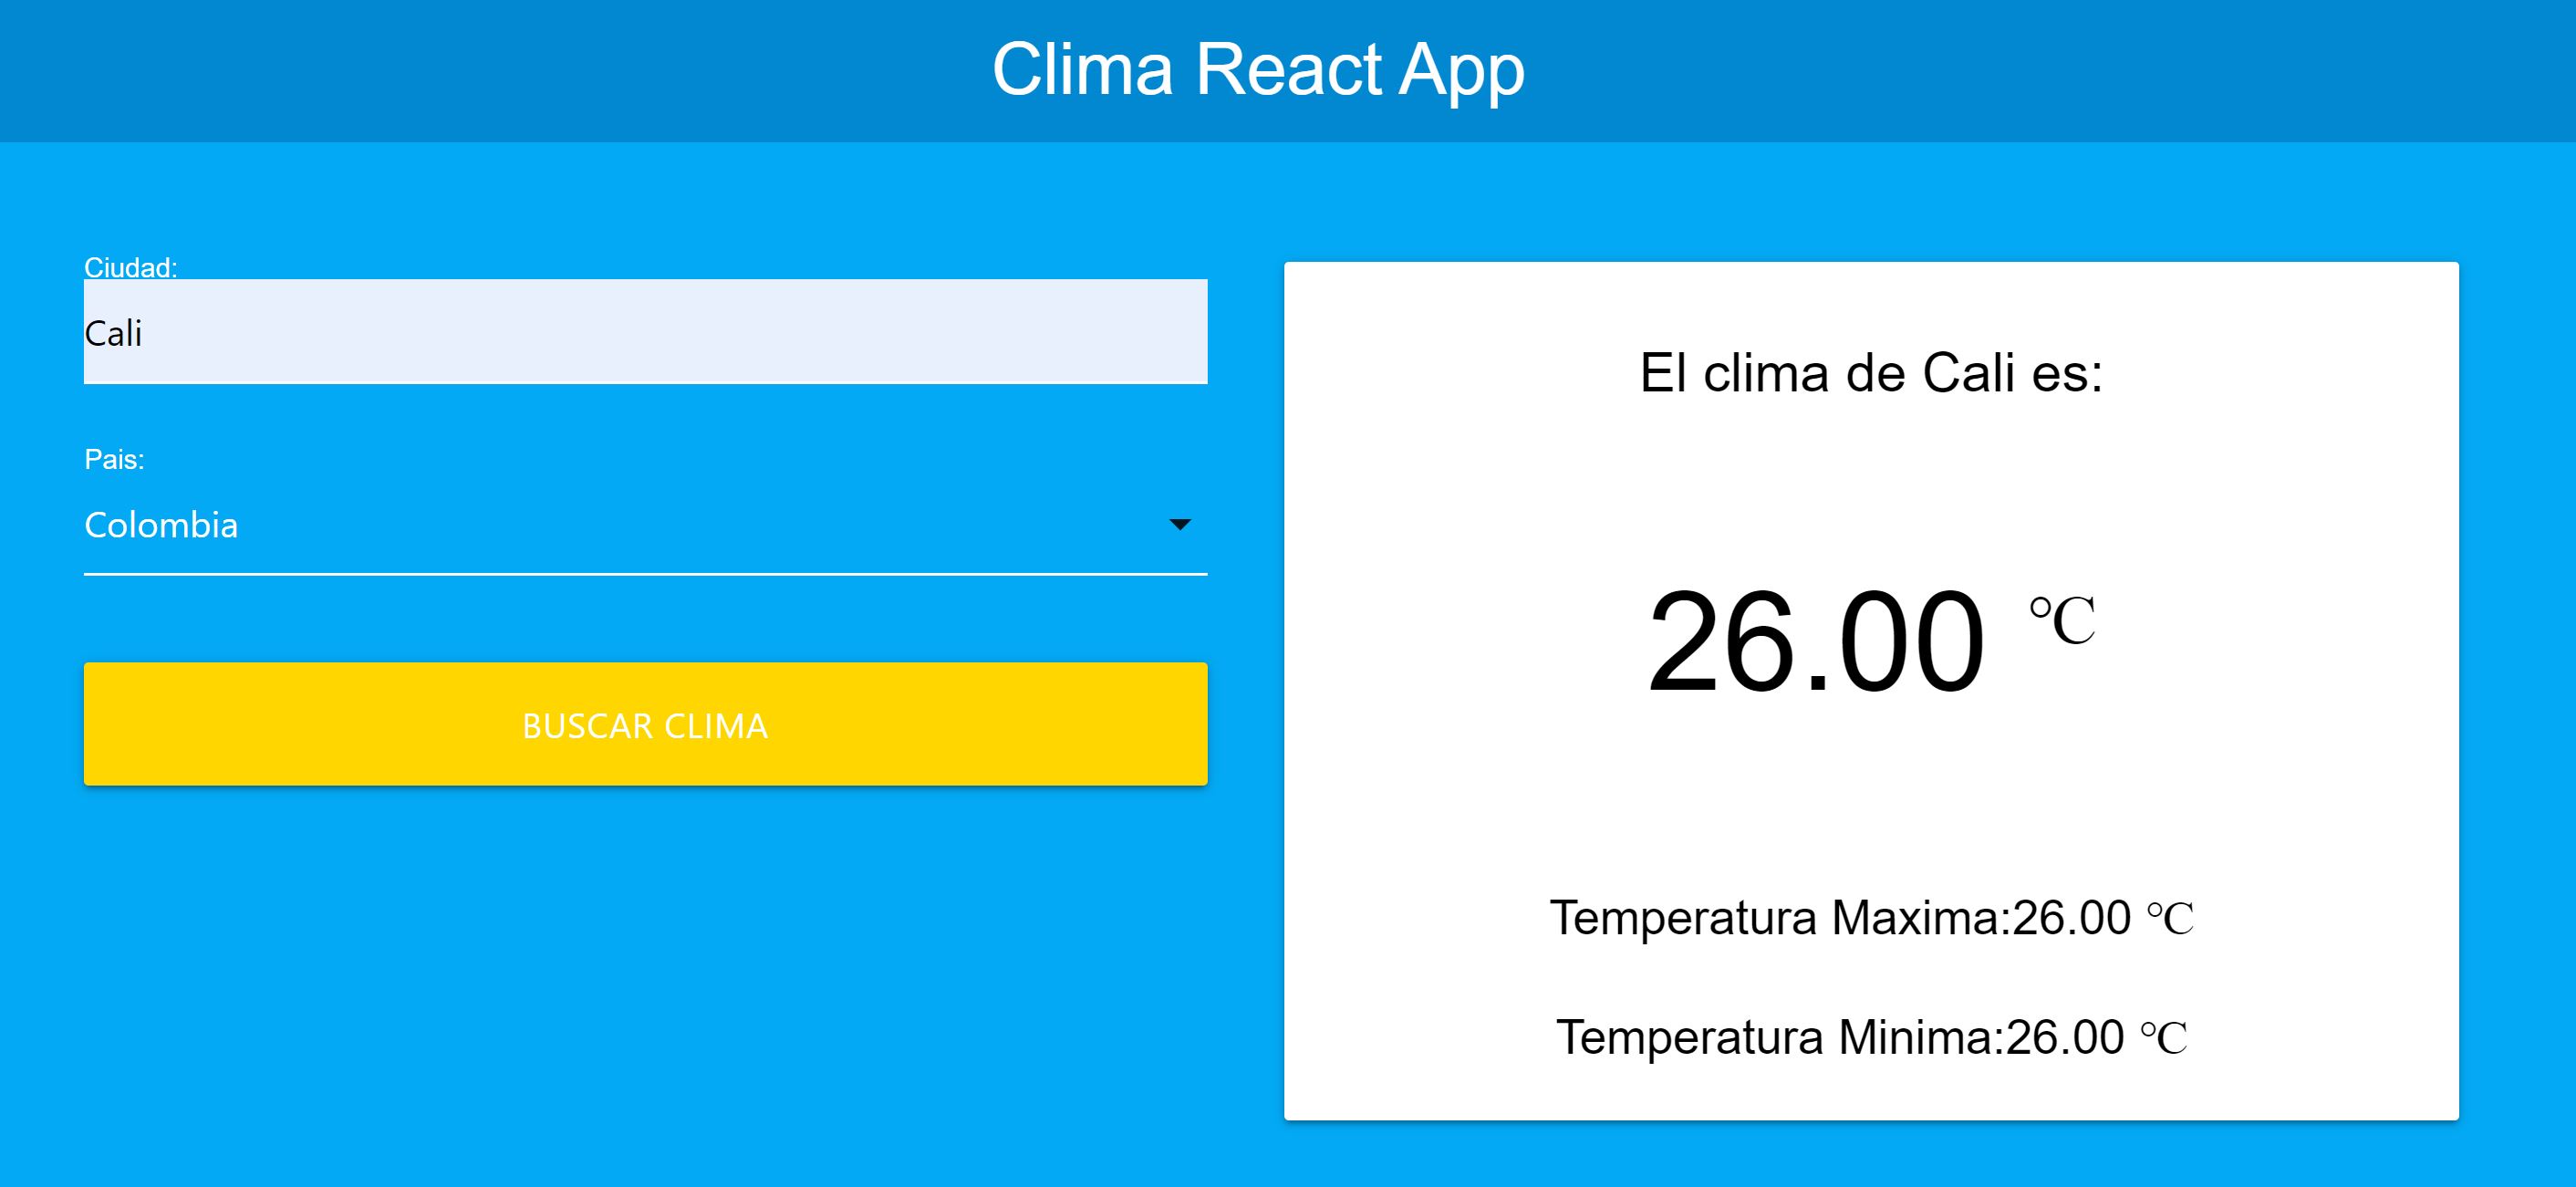 Clima React App
Ciudad:
Cali
Pais:
Colombia
BUSCAR CLIMA
El clima de Cali es:
26.00 ℃
Temperatura Maxima:26.00 ℃
Temperatura Minima:26.00 ℃